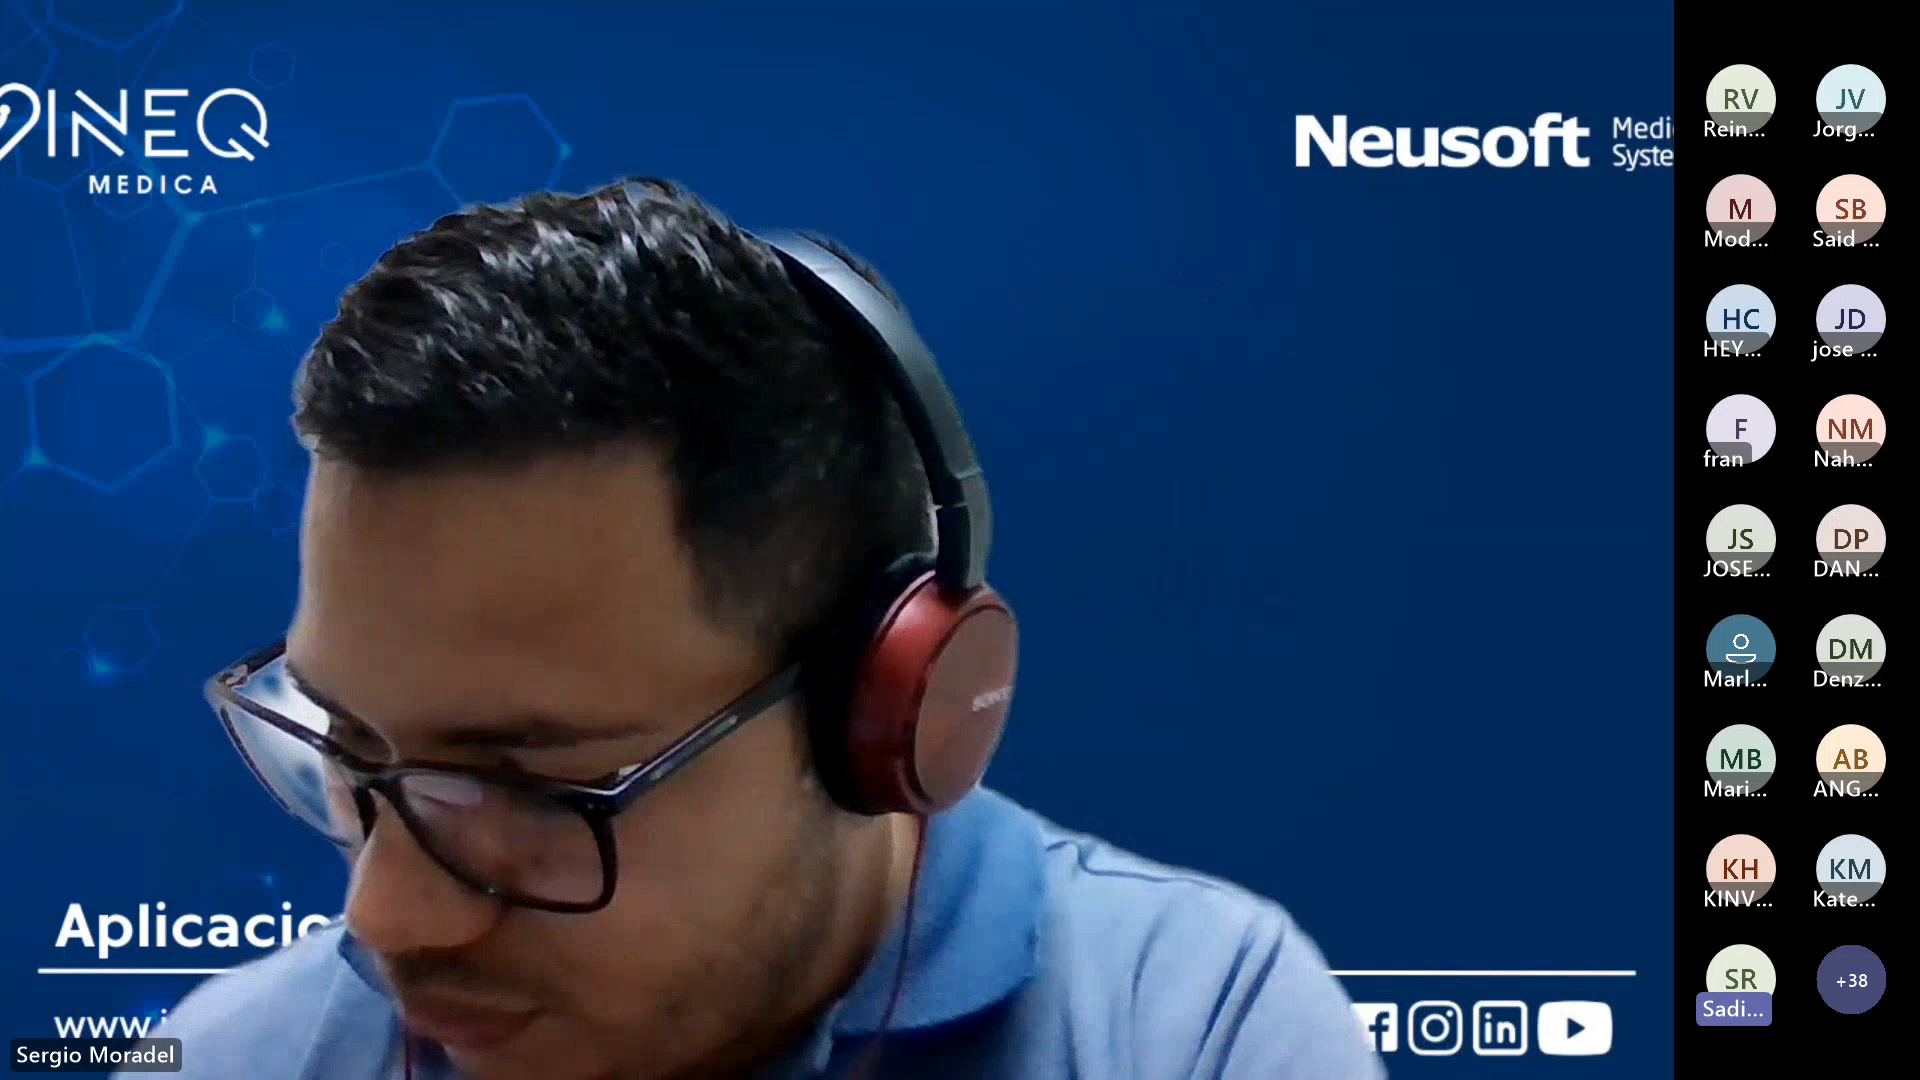 INEQ
MEDICA
Neusoft
Medi
Syste
Aplicacio
www.i
Sergio Moradel
SONY
RV
Rein...
JV
Jorg...
M
Mod...
SB
Said ...
HC
HEY...
JD
jose ...
F
fran
NM
Nah...
JS
JOSE...
DP
DAN...
Marl...
DM
Denz...
MB
Mari...
AB
ANG...
KH
KINV...
KM
Kate...
SR
Sadi...
+38